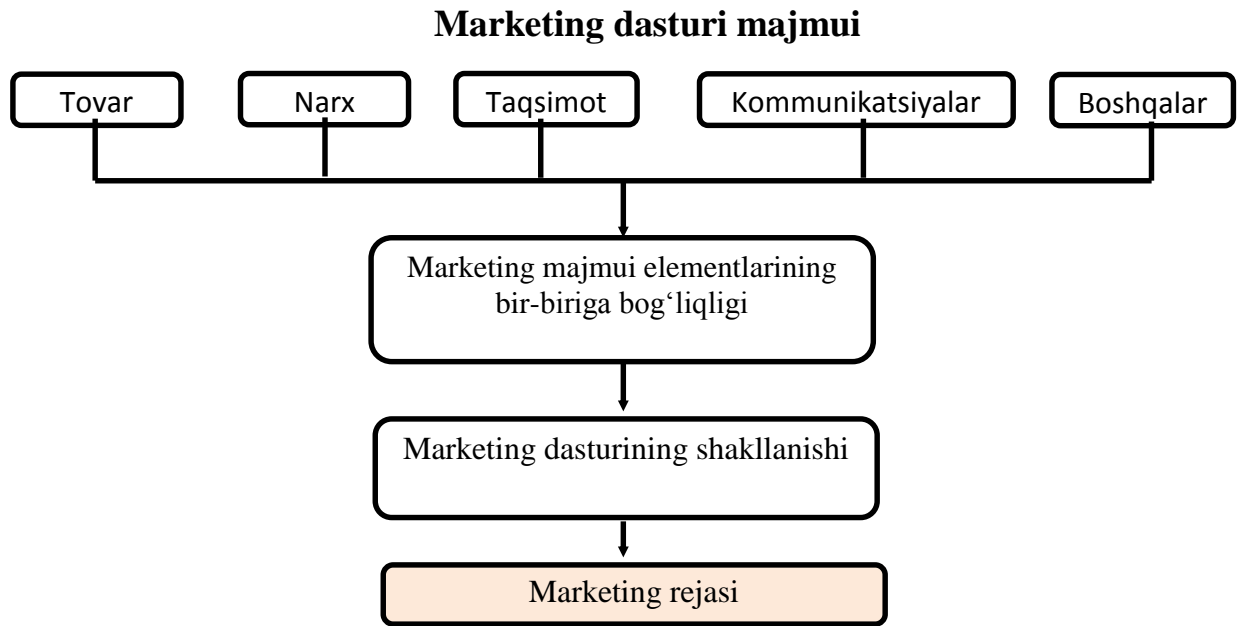 Marketing dasturi majmui
Tovar
Narx
Taqsimot
Kommunikatsiyalar
Boshqalar
Marketing majmui elementlarining
bir-biriga bog‘liqligi
Marketing dasturining shakllanishi
Marketing rejasi